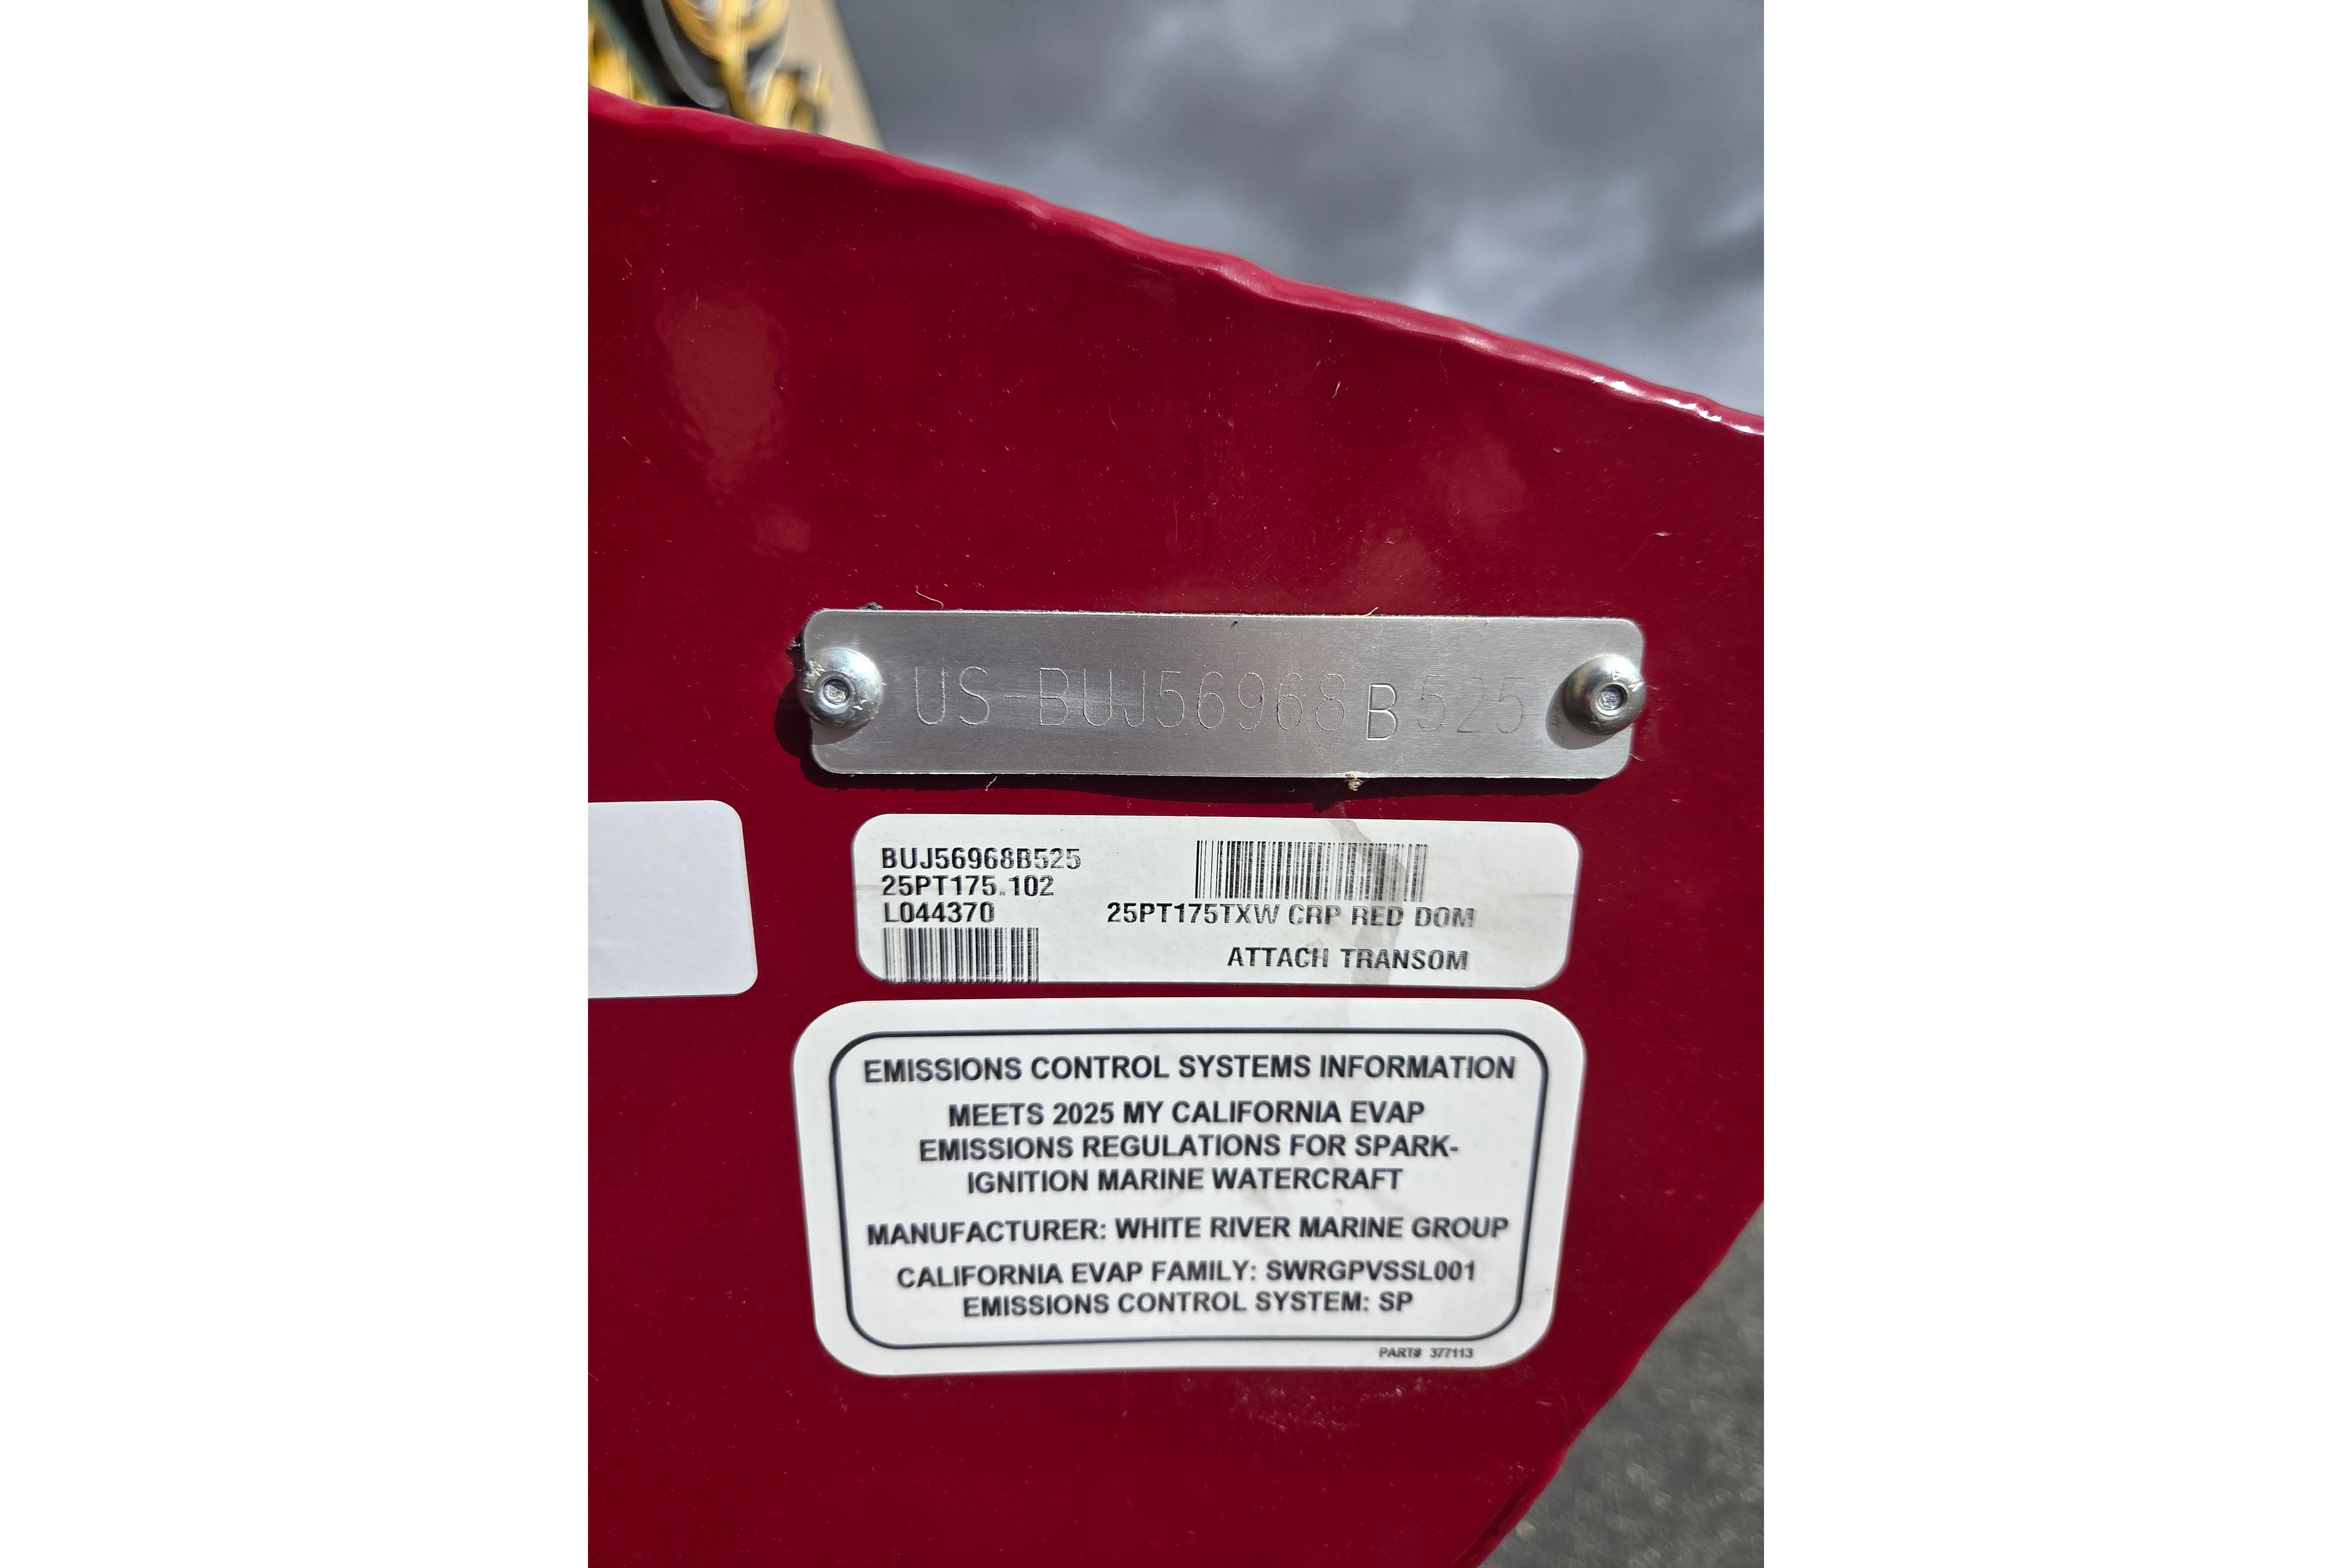 US-BUJ56968B525
BUJ56968B525
25PT175.102
L044370
25PT175TXW CRP RED DOM
ATTACH TRANSOM
EMISSIONS CONTROL SYSTEMS INFORMATION
MEETS 2025 MY CALIFORNIA EVAP
EMISSIONS REGULATIONS FOR SPARK-
IGNITION MARINE WATERCRAFT
MANUFACTURER: WHITE RIVER MARINE GROUP
CALIFORNIA EVAP FAMILY: SWRGPVSSL001
EMISSIONS CONTROL SYSTEM: SP
PART# 377113